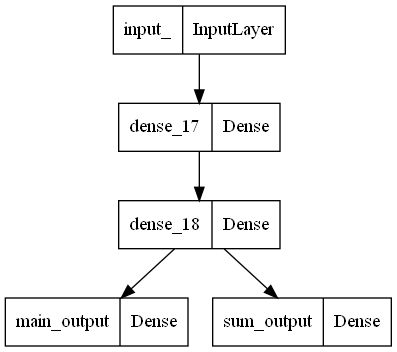 input_ InputLayer
dense_17 Dense
dense_18 Dense
main_output Dense sum_output Dense